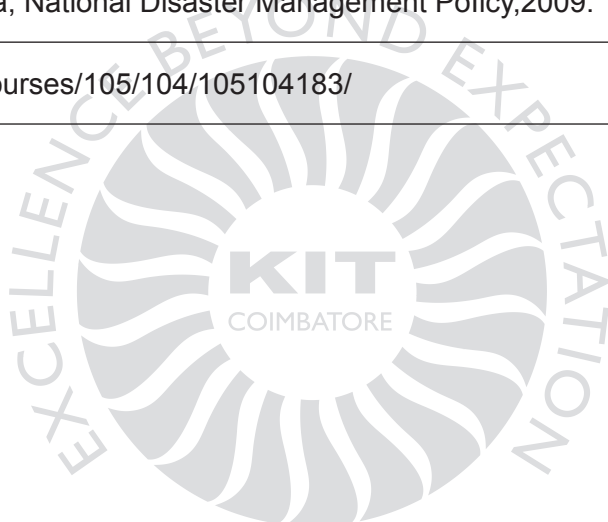 a, National Disaster Management Policy,2009.
ourses/105/104/105104183/
EXCELLENCE BEYOND EXPECTATION
KIT
COIMBATORE